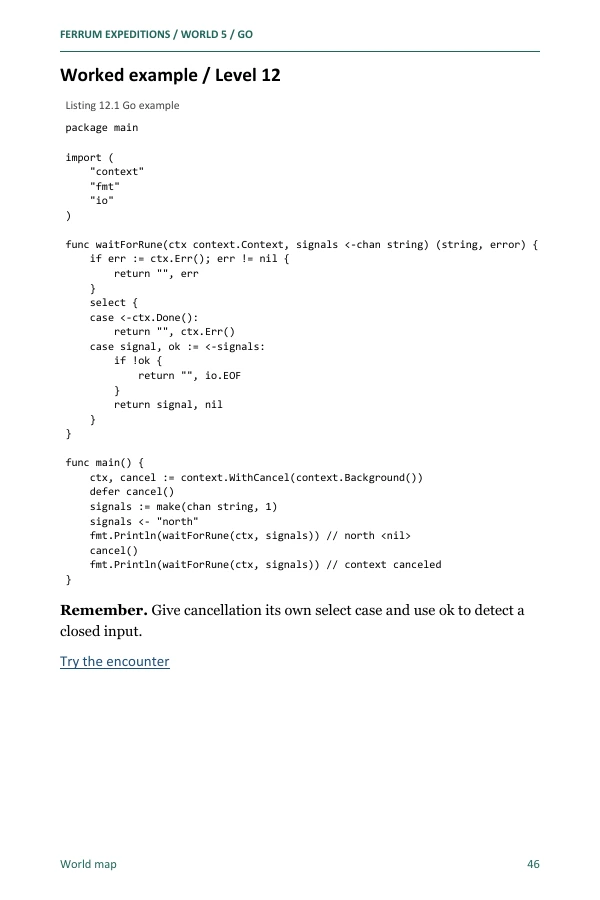 FERRUM EXPEDITIONS / WORLD 5 / GO
Worked example / Level 12
Listing 12.1 Go example
package main

import (
    "context"
    "fmt"
    "io"
)

func waitForRune(ctx context.Context, signals <-chan string) (string, error) {
    if err := ctx.Err(); err != nil {
        return "", err
    }
    select {
    case <-ctx.Done():
        return "", ctx.Err()
    case signal, ok := <-signals:
        if !ok {
            return "", io.EOF
        }
        return signal, nil
    }
}

func main() {
    ctx, cancel := context.WithCancel(context.Background())
    defer cancel()
    signals := make(chan string, 1)
    signals <- "north"
    fmt.Println(waitForRune(ctx, signals)) // north <nil>
    cancel()
    fmt.Println(waitForRune(ctx, signals)) // context canceled
}
Remember. Give cancellation its own select case and use ok to detect a
closed input.
Try the encounter
World map 46